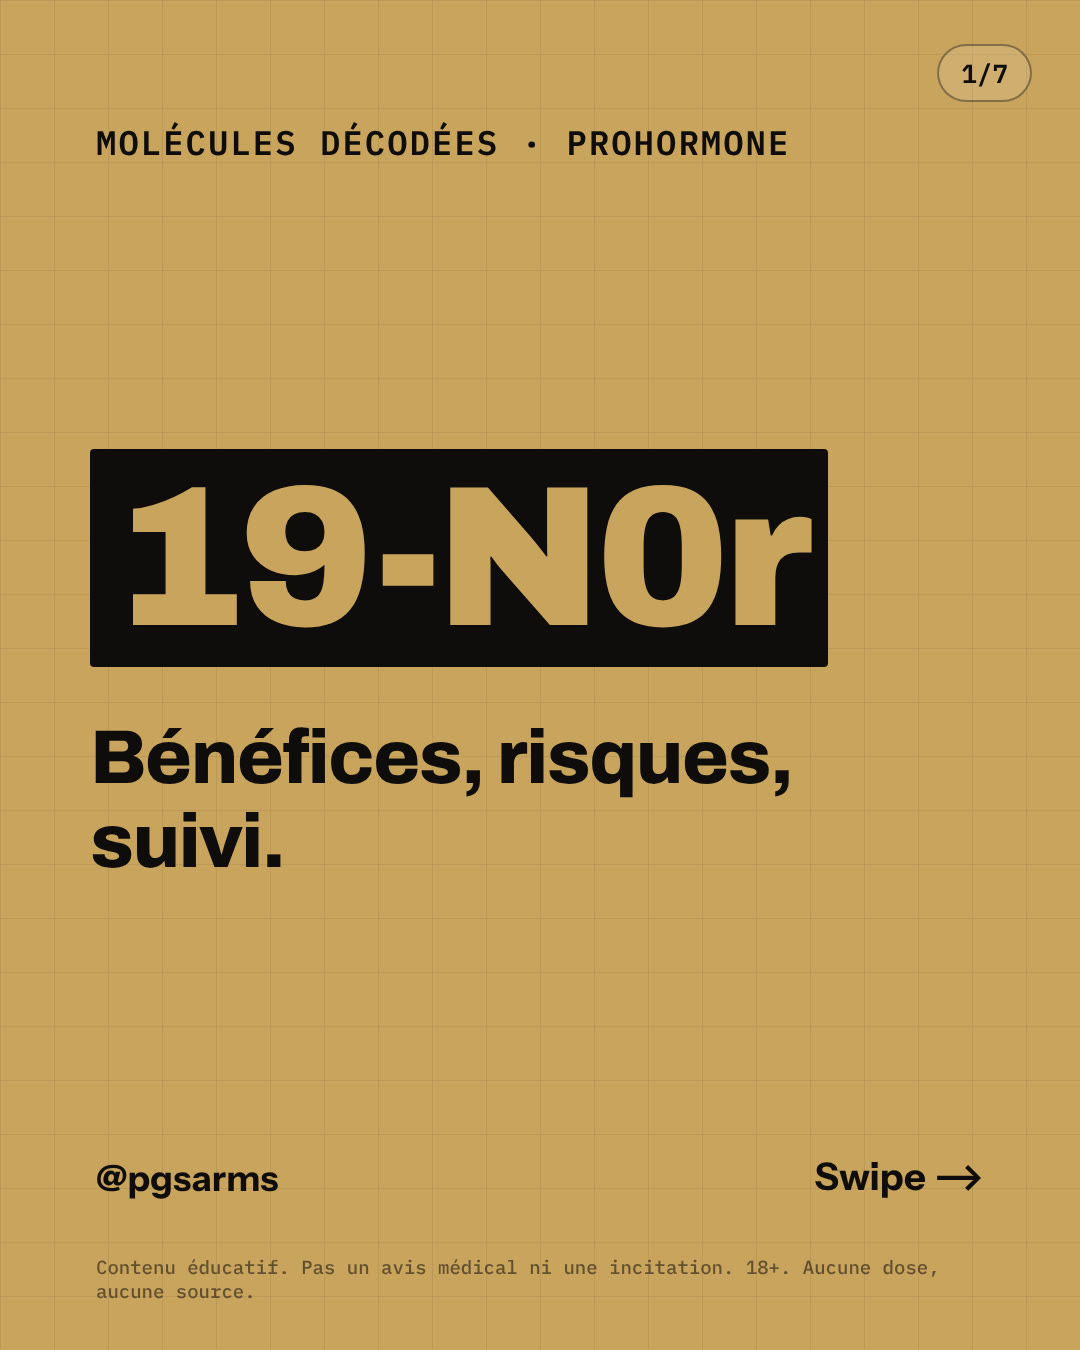 1/7
MOLÉCULES DÉCODÉES · PROHORMONE
19-N0r
Bénéfices, risques,
suivi.
@pgsarms
Swipe →
Contenu éducatif. Pas un avis médical ni une incitation. 18+. Aucune dose,
aucune source.